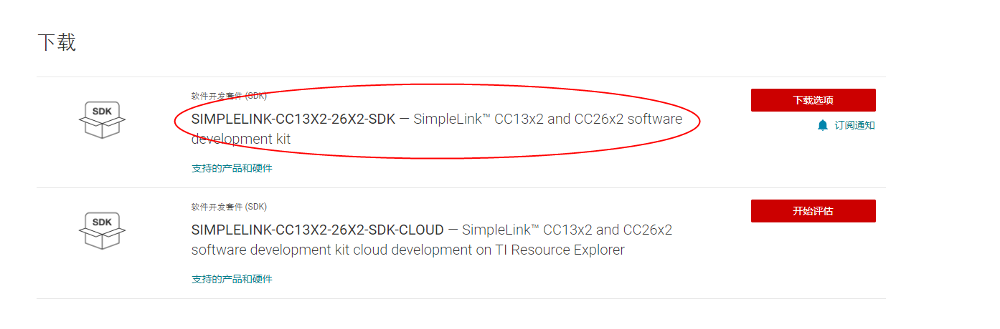 下载
软件开发套件 (SDK)
SDK
SIMPLELINK-CC13X2-26X2-SDK — SimpleLink™ CC13x2 and CC26x2 software
development kit
支持的产品和硬件
下载选项
订阅通知
软件开发套件 (SDK)
SDK
SIMPLELINK-CC13X2-26X2-SDK-CLOUD — SimpleLink™ CC13x2 and CC26x2
software development kit cloud development on TI Resource Explorer
支持的产品和硬件
开始评估